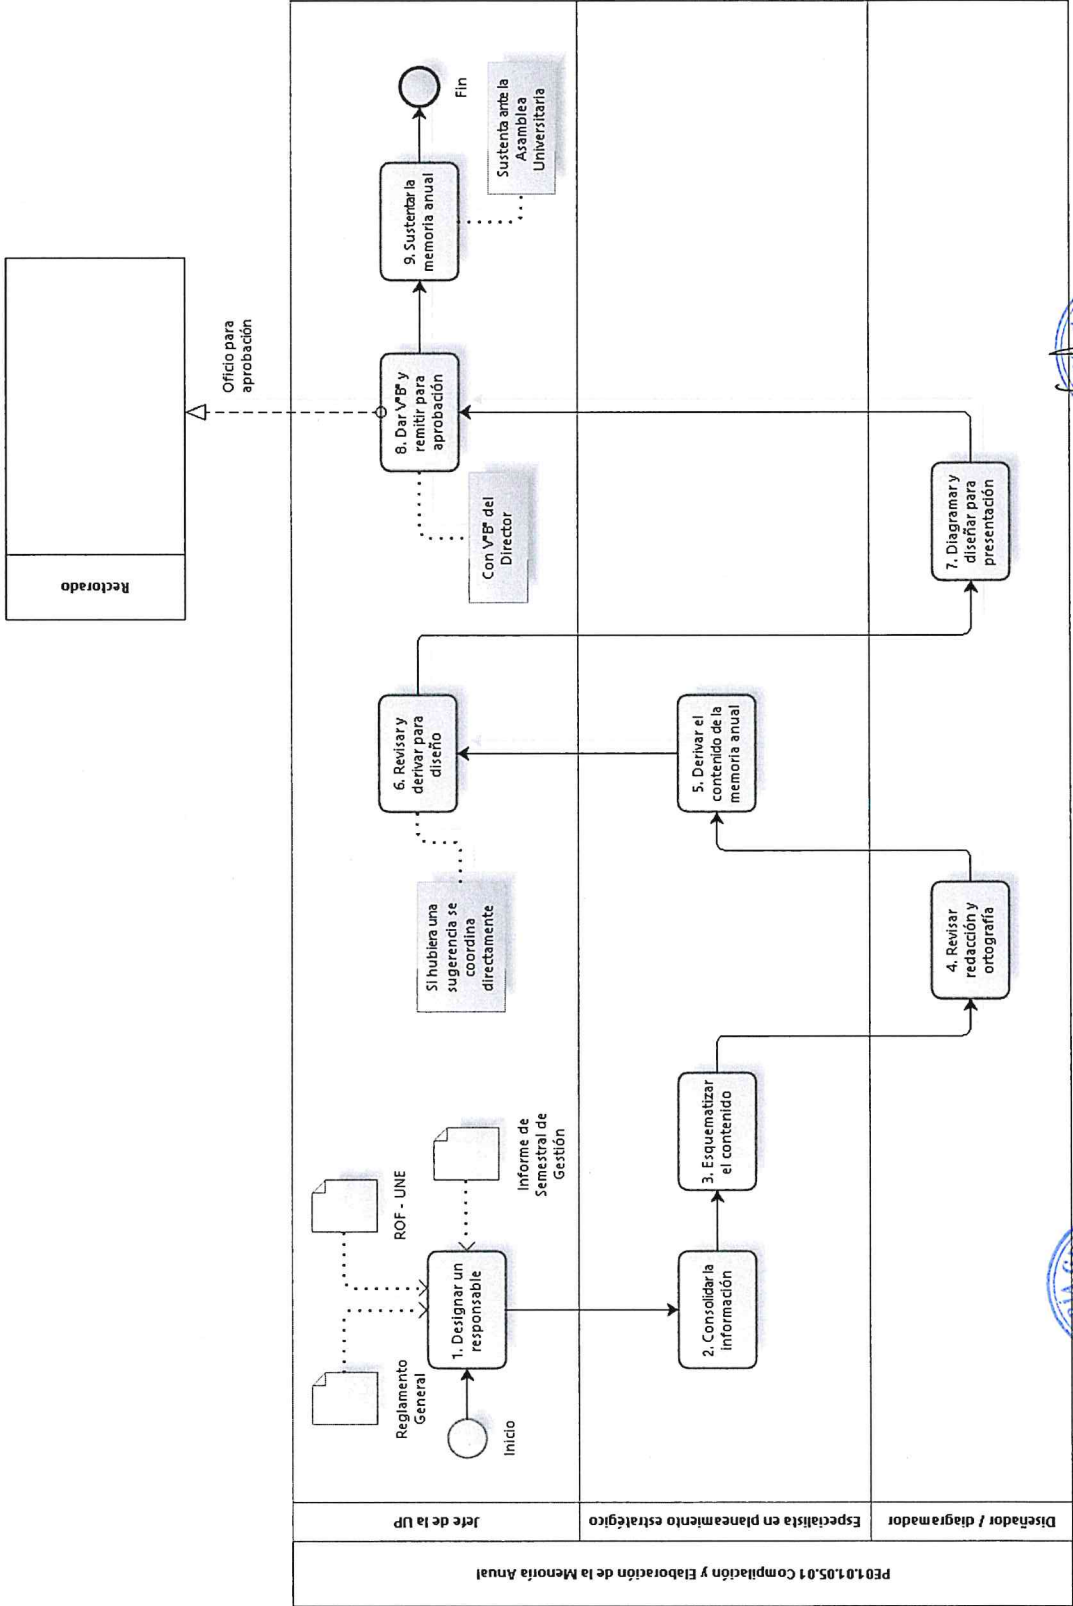 Rectorado
Oficio para
aprobación
PE01.01.05.01 Compilación y Elaboración de la Menoría Anual
Jefe de la UP
Especialista en planeamiento estratégico
Diseñador / diagramador
Inicio
Reglamento
General
ROF - UNE
Informe de
Semestral de
Gestión
1. Designar un
responsable
2. Consolidar la
información
3. Esquematizar
el contenido
4. Revisar
redacción y
ortografía
5. Derivar el
contenido de la
memoria anual
Si hubiera una
sugerencia se
coordina
directamente
6. Revisar y
derivar para
diseño
7. Diagramar y
diseñar para
presentación
Con V°B° del
Director
8. Dar V°B° y
remitir para
aprobación
9. Sustentar la
memoria anual
Sustenta ante la
Asamblea
Universitaria
Fin